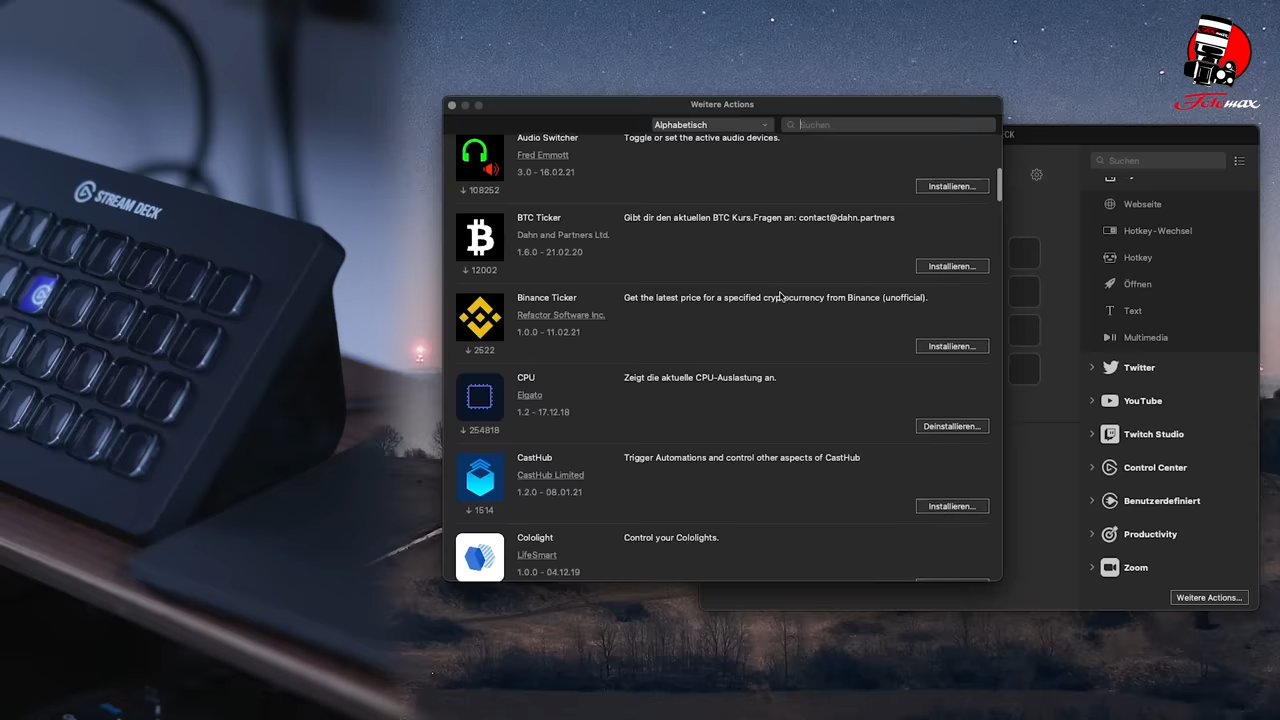 STREAM DECK
Fotomax
Weitere Actions
Alphabetisch
Suchen
Audio Switcher
Toggle or set the active audio devices.
Fred Emmott
3.0 - 16.02.21
↓ 108252
Installieren...
BTC Ticker
Gibt dir den aktuellen BTC Kurs.Fragen an: contact@dahn.partners
Dahn and Partners Ltd.
1.6.0 - 21.02.20
↓ 12002
Installieren...
Binance Ticker
Get the latest price for a specified cryptocurrency from Binance (unofficial).
Refactor Software Inc.
1.0.0 - 11.02.21
↓ 2522
Installieren...
CPU
Zeigt die aktuelle CPU-Auslastung an.
Elgato
1.2 - 17.12.18
↓ 254818
Deinstallieren...
CastHub
Trigger Automations and control other aspects of CastHub
CastHub Limited
1.2.0 - 08.01.21
↓ 1514
Installieren...
Cololight
Control your Cololights.
LifeSmart
1.0.0 - 04.12.19
CK
Suchen
Webseite
Hotkey-Wechsel
Hotkey
Öffnen
Text
Multimedia
Twitter
YouTube
Twitch Studio
Control Center
Benutzerdefiniert
Productivity
Zoom
Weitere Actions...